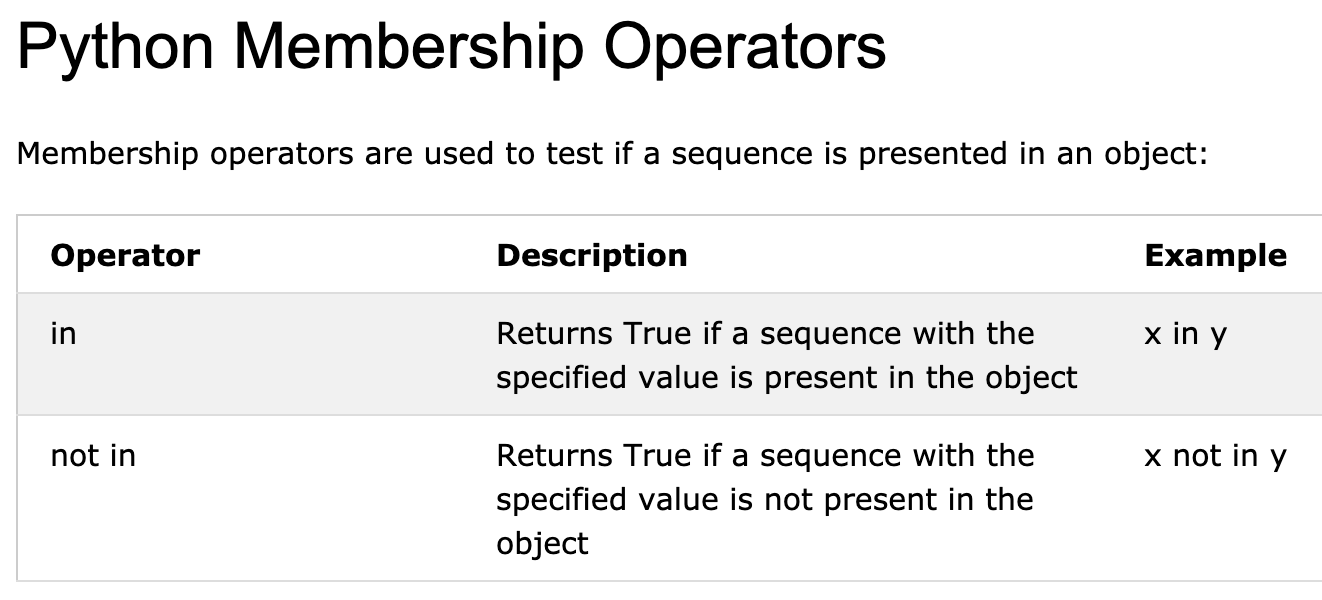 Python Membership Operators
Membership operators are used to test if a sequence is presented in an object:
Operator Description Example
in Returns True if a sequence with the x in y
specified value is present in the object
not in Returns True if a sequence with the x not in y
specified value is not present in the
object